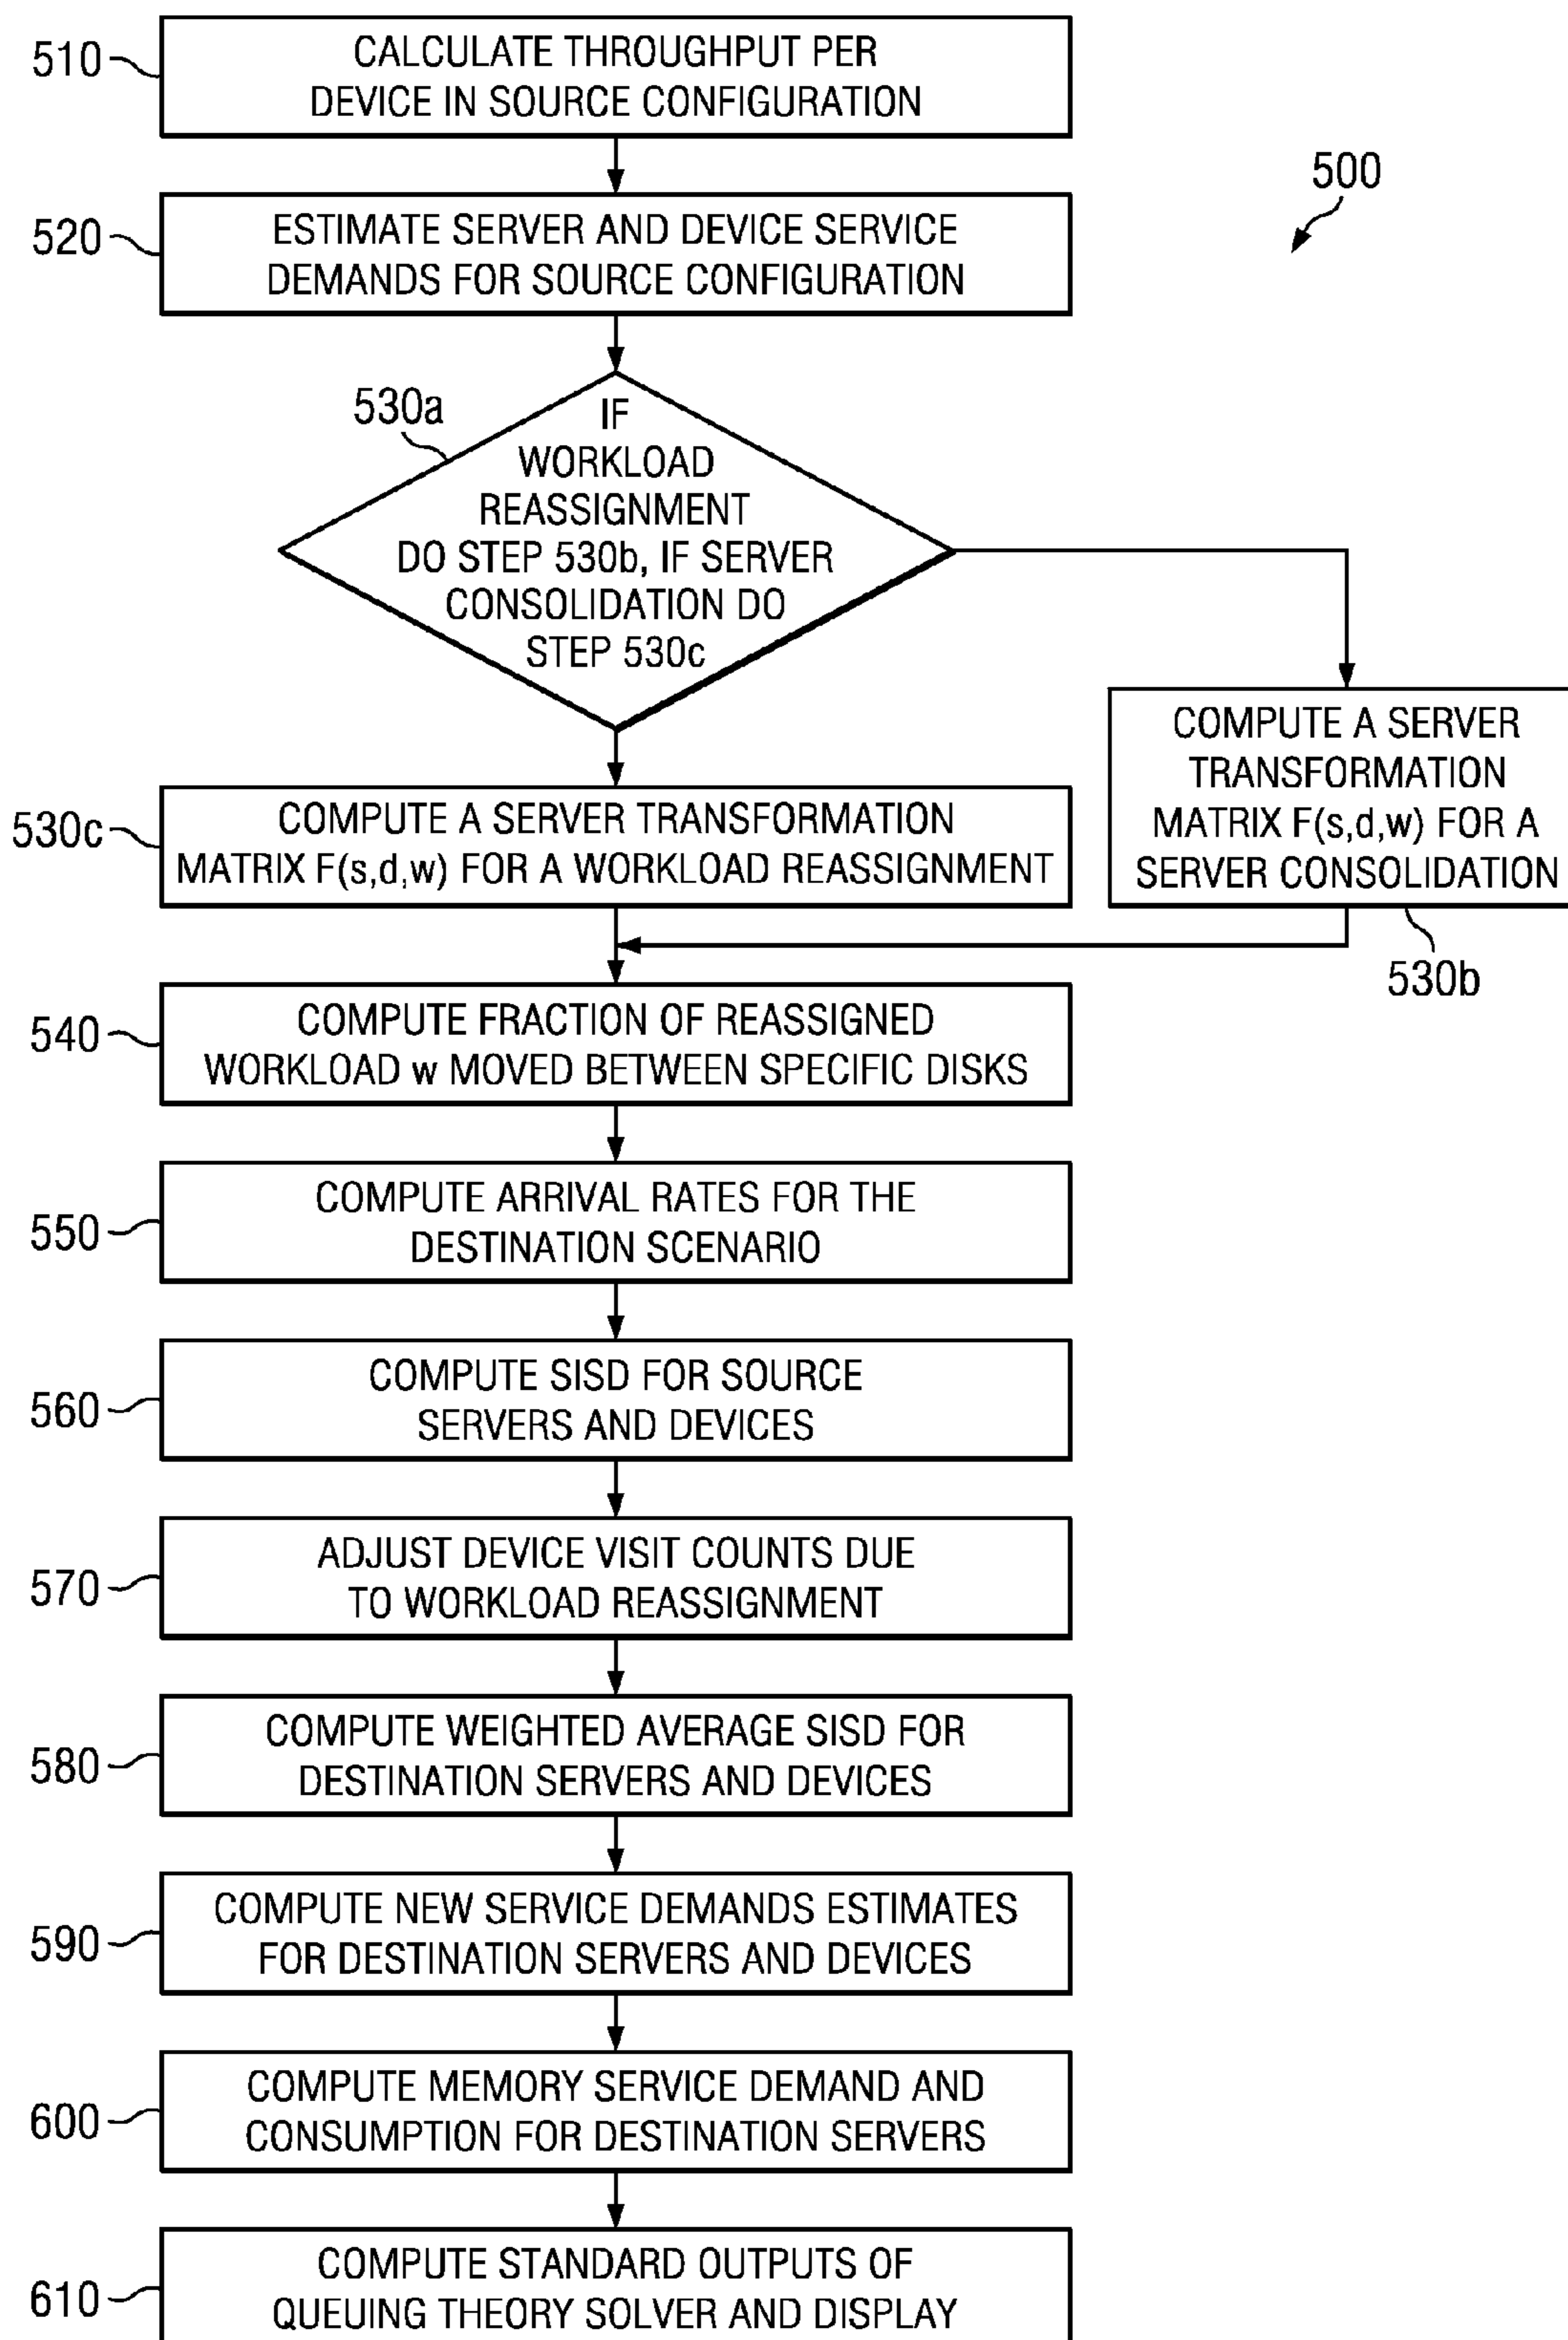 510
CALCULATE THROUGHPUT PER
DEVICE IN SOURCE CONFIGURATION
500
520
ESTIMATE SERVER AND DEVICE SERVICE
DEMANDS FOR SOURCE CONFIGURATION
530a
IF
WORKLOAD
REASSIGNMENT
DO STEP 530b, IF SERVER
CONSOLIDATION DO
STEP 530c
COMPUTE A SERVER
TRANSFORMATION
MATRIX F(s,d,w) FOR A
SERVER CONSOLIDATION
530b
530c
COMPUTE A SERVER TRANSFORMATION
MATRIX F(s,d,w) FOR A WORKLOAD REASSIGNMENT
540
COMPUTE FRACTION OF REASSIGNED
WORKLOAD w MOVED BETWEEN SPECIFIC DISKS
550
COMPUTE ARRIVAL RATES FOR THE
DESTINATION SCENARIO
560
COMPUTE SISD FOR SOURCE
SERVERS AND DEVICES
570
ADJUST DEVICE VISIT COUNTS DUE
TO WORKLOAD REASSIGNMENT
580
COMPUTE WEIGHTED AVERAGE SISD FOR
DESTINATION SERVERS AND DEVICES
590
COMPUTE NEW SERVICE DEMANDS ESTIMATES
FOR DESTINATION SERVERS AND DEVICES
600
COMPUTE MEMORY SERVICE DEMAND AND
CONSUMPTION FOR DESTINATION SERVERS
610
COMPUTE STANDARD OUTPUTS OF
QUEUING THEORY SOLVER AND DISPLAY